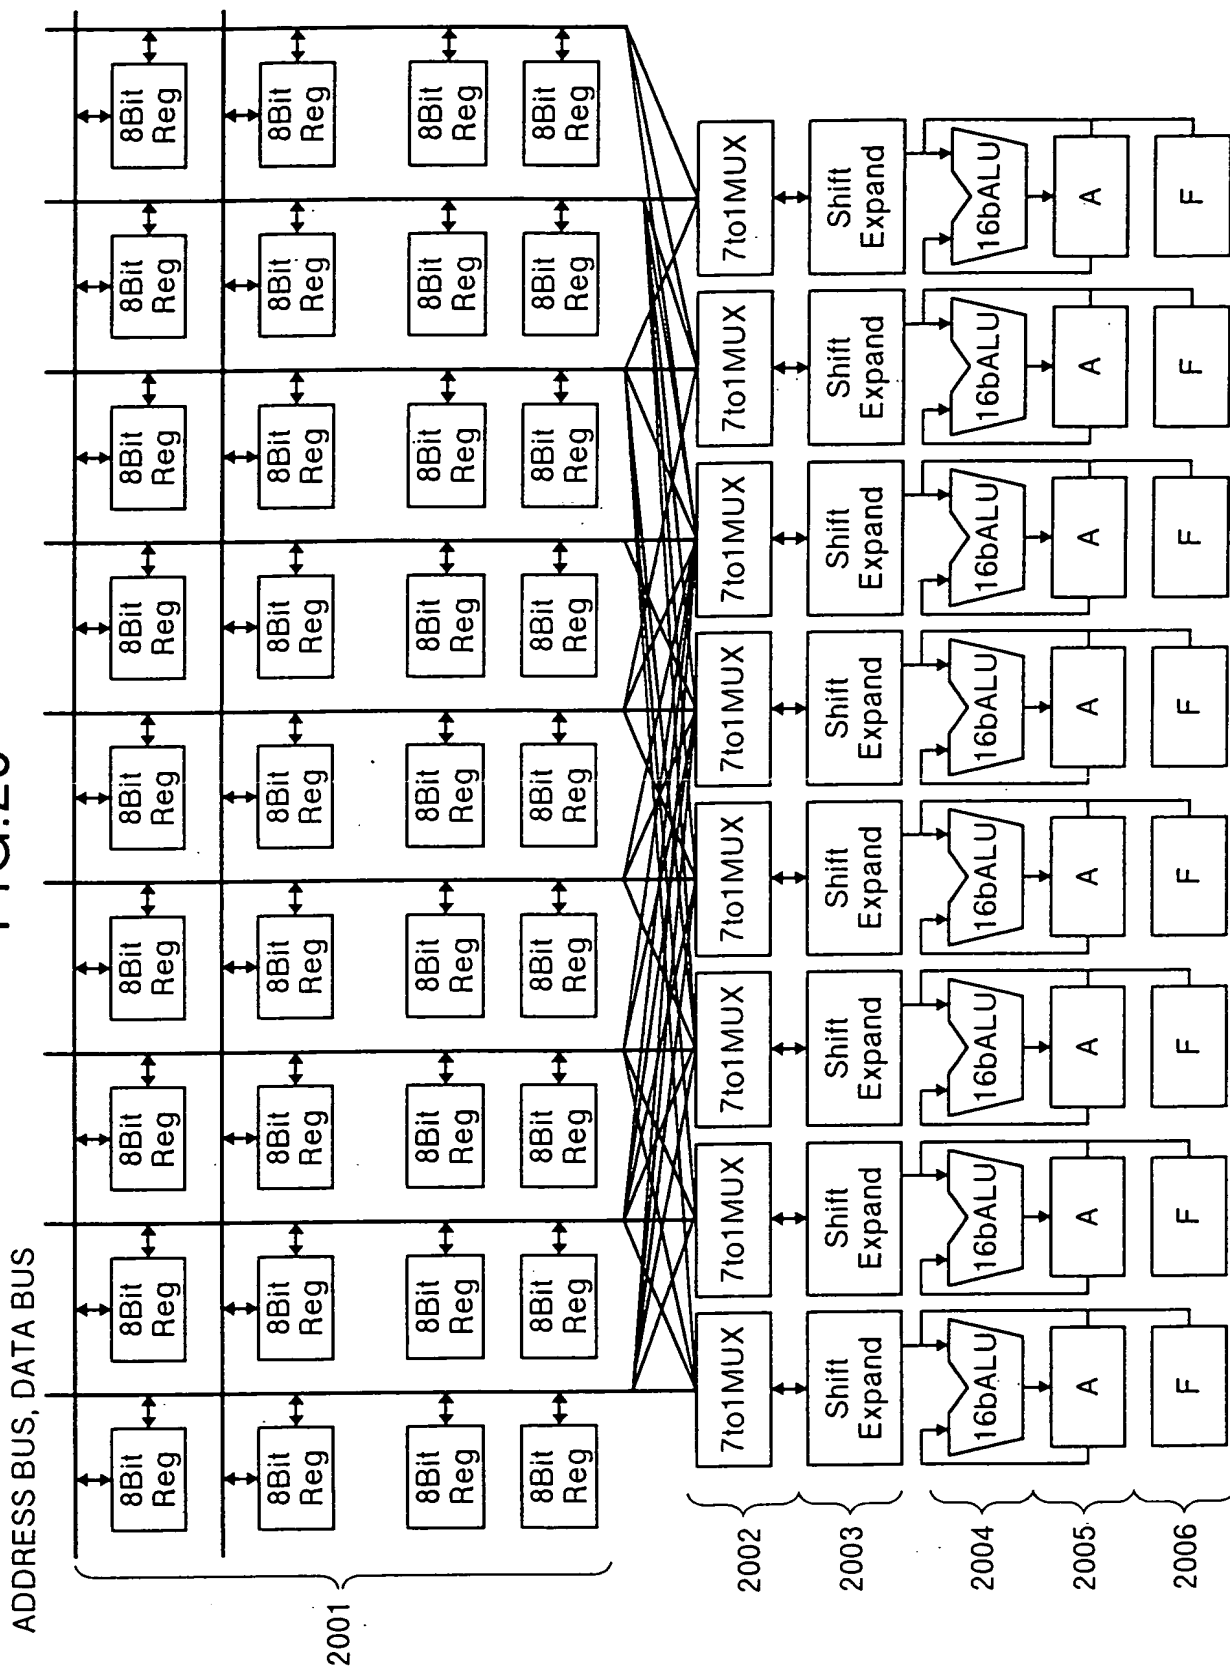 FIG.20
ADDRESS BUS, DATA BUS
2001
8Bit
Reg
8Bit
Reg
8Bit
Reg
8Bit
Reg
8Bit
Reg
8Bit
Reg
8Bit
Reg
8Bit
Reg
8Bit
Reg
8Bit
Reg
8Bit
Reg
8Bit
Reg
8Bit
Reg
8Bit
Reg
8Bit
Reg
8Bit
Reg
8Bit
Reg
8Bit
Reg
8Bit
Reg
8Bit
Reg
8Bit
Reg
8Bit
Reg
8Bit
Reg
8Bit
Reg
8Bit
Reg
8Bit
Reg
8Bit
Reg
8Bit
Reg
8Bit
Reg
8Bit
Reg
8Bit
Reg
8Bit
Reg
8Bit
Reg
8Bit
Reg
8Bit
Reg
8Bit
Reg
2002
7to1MUX
7to1MUX
7to1MUX
7to1MUX
7to1MUX
7to1MUX
7to1MUX
7to1MUX
2003
Shift
Expand
Shift
Expand
Shift
Expand
Shift
Expand
Shift
Expand
Shift
Expand
Shift
Expand
Shift
Expand
2004
16bALU
16bALU
16bALU
16bALU
16bALU
16bALU
16bALU
16bALU
2005
A
A
A
A
A
A
A
A
2006
F
F
F
F
F
F
F
F